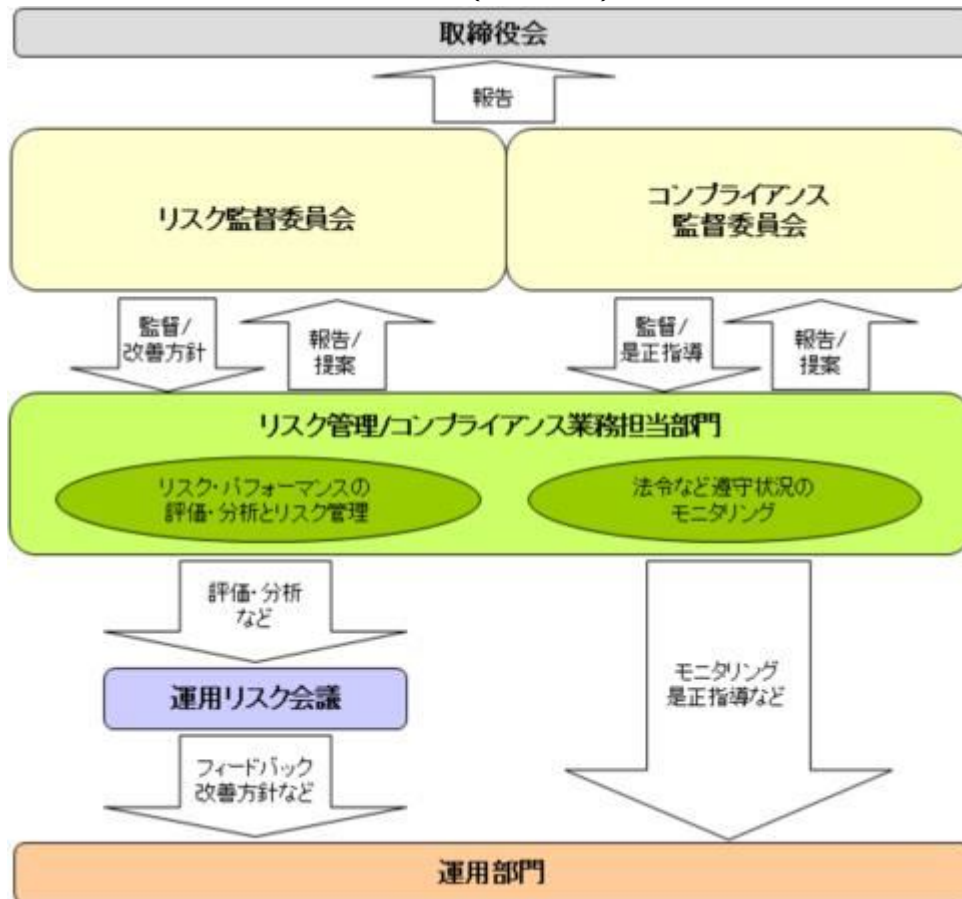 取締役会
報告
リスク監督委員会
コンプライアンス
監督委員会
監督/
改善方針
報告/
提案
監督/
是正指導
報告/
提案
リスク管理/コンプライアンス業務担当部門
リスク・パフォーマンスの
評価・分析とリスク管理
法令など遵守状況の
モニタリング
評価・分析
など
運用リスク会議
モニタリング
是正指導など
フィードバック
改善方針など
運用部門